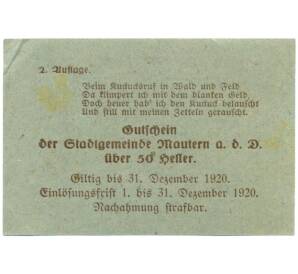 2. Auflage.
Beim Kuckucksruf in Wald und Feld
Da klimpert ich mit dem blanken Geld,
Doch heuer hab' ich den Kuckuck belauscht
Und still mit meinen Zetteln gerauscht.
Gutschein
der Stadtgemeinde Mautern a. d. D.
über 50 Heller.
Giltig bis 31. Dezember 1920.
Einlösungsfrist 1. bis 31. Dezember 1920.
Nachahmung strafbar.